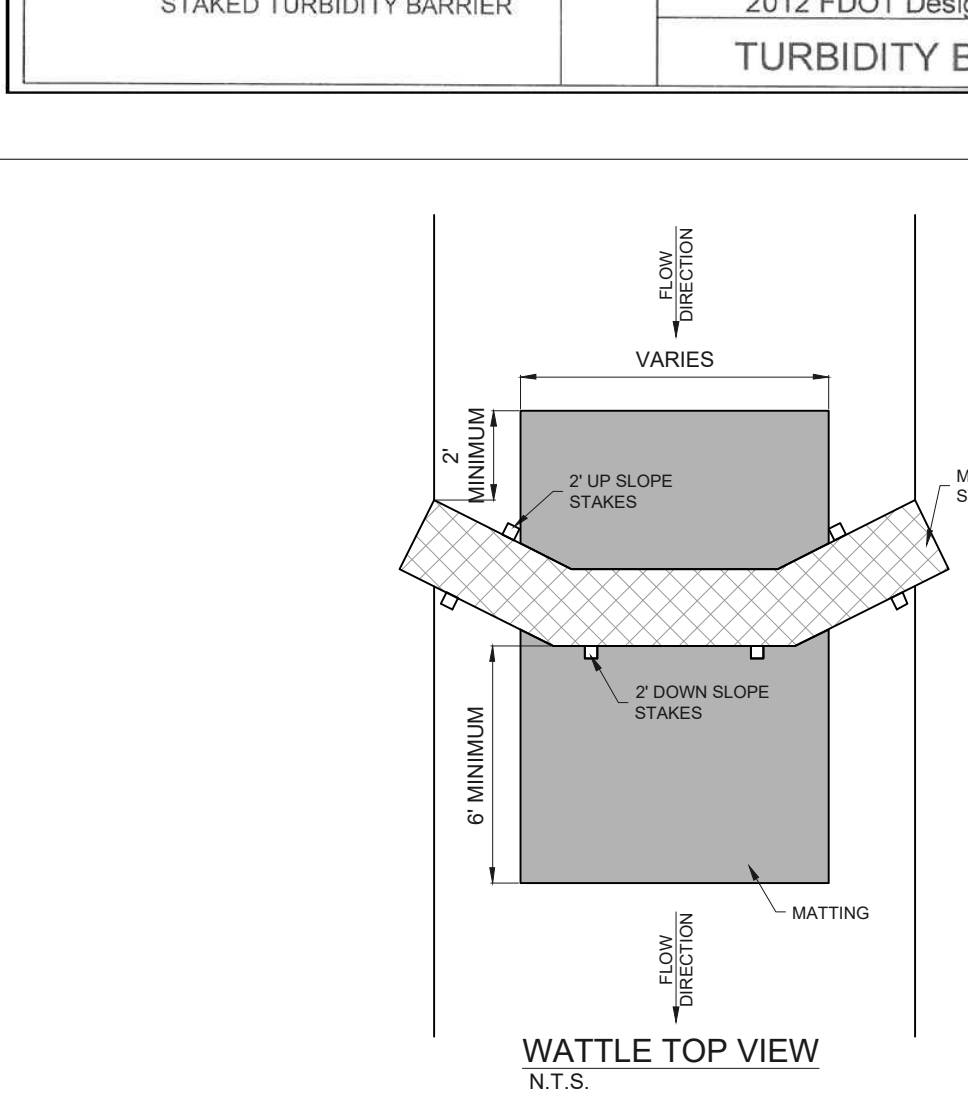 STAKED TURBIDITY BARRIER
2012 FDOT
TURBIDITY
FLOW
DIRECTION
VARIES
2'
MINIMUM
2' UP SLOPE
STAKES
2' DOWN SLOPE
STAKES
6' MINIMUM
MATTING
FLOW
DIRECTION
WATTLE TOP VIEW
N.T.S.